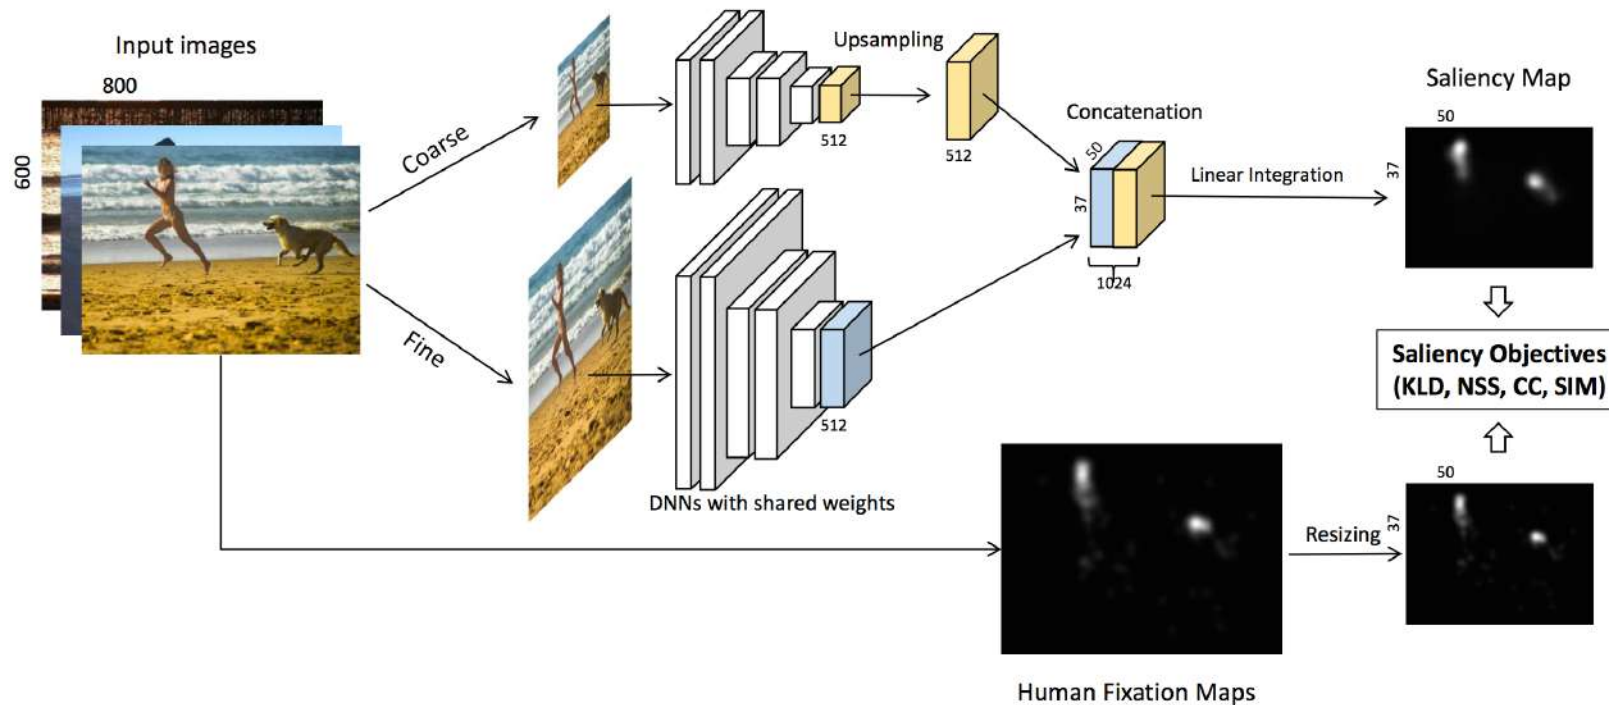 Input images
800
600
Coarse
Fine
512
Upsampling
512
Concatenation
50
37
1024
Linear Integration
Saliency Map
50
37
512
DNNs with shared weights
Saliency Objectives
(KLD, NSS, CC, SIM)
Resizing
50
37
Human Fixation Maps